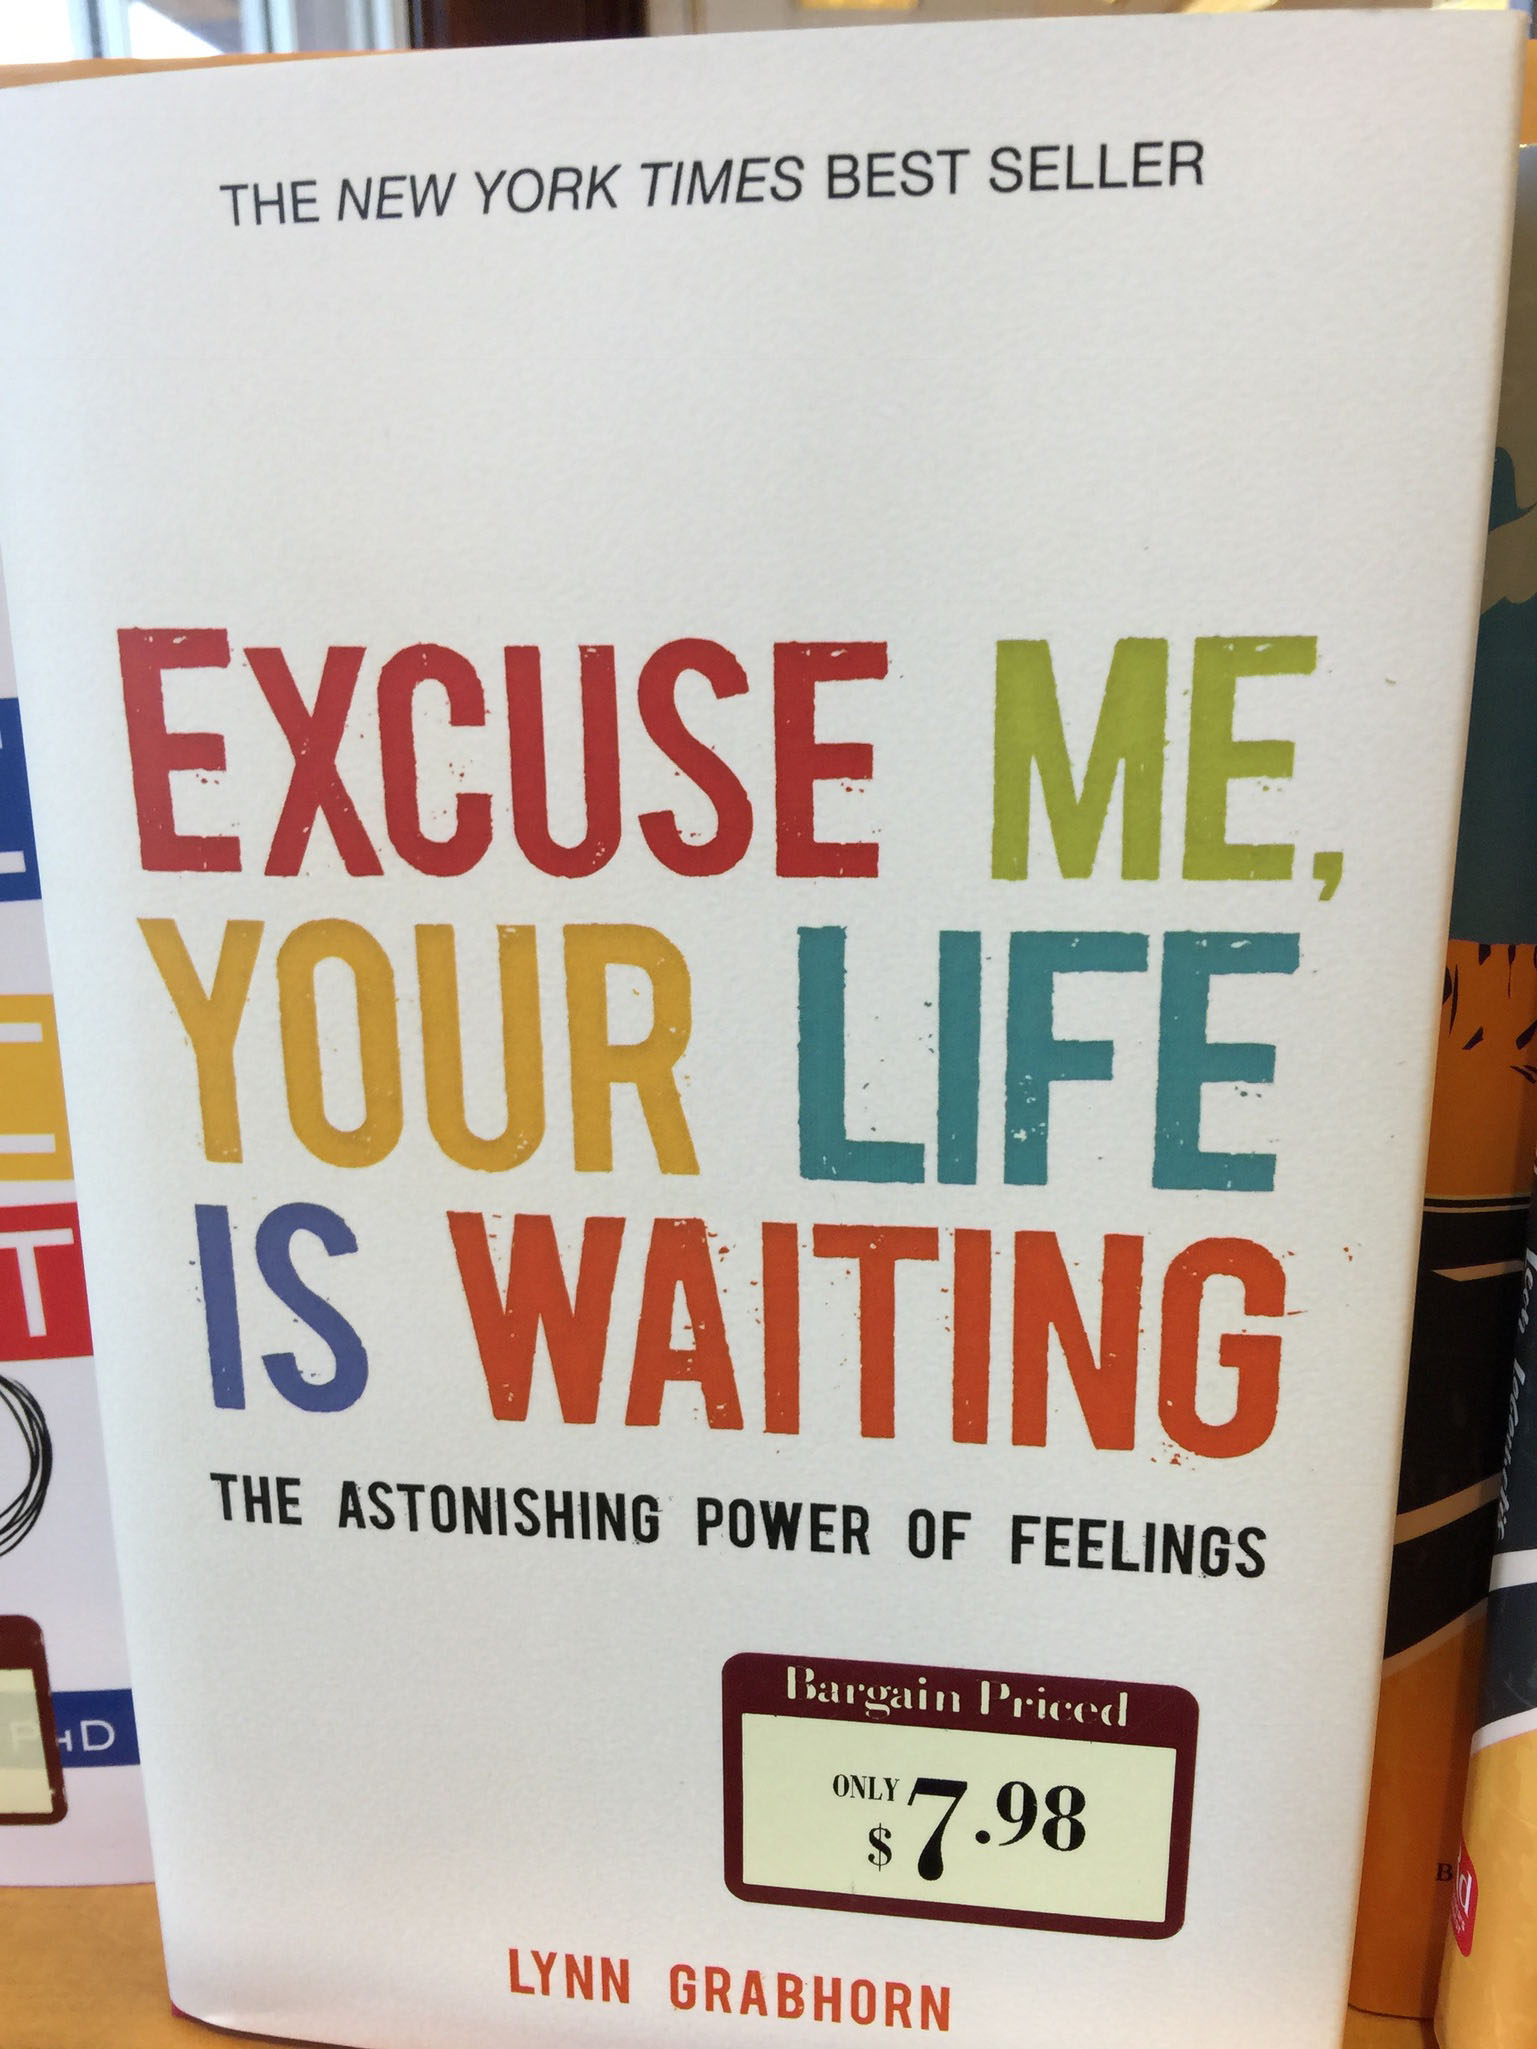 THE NEW YORK TIMES BEST SELLER
EXCUSE ME,
YOUR LIFE
IS WAITING
THE ASTONISHING POWER OF FEELINGS
Bargain Priced
ONLY
$7.98
LYNN GRABHORN
T
PHD